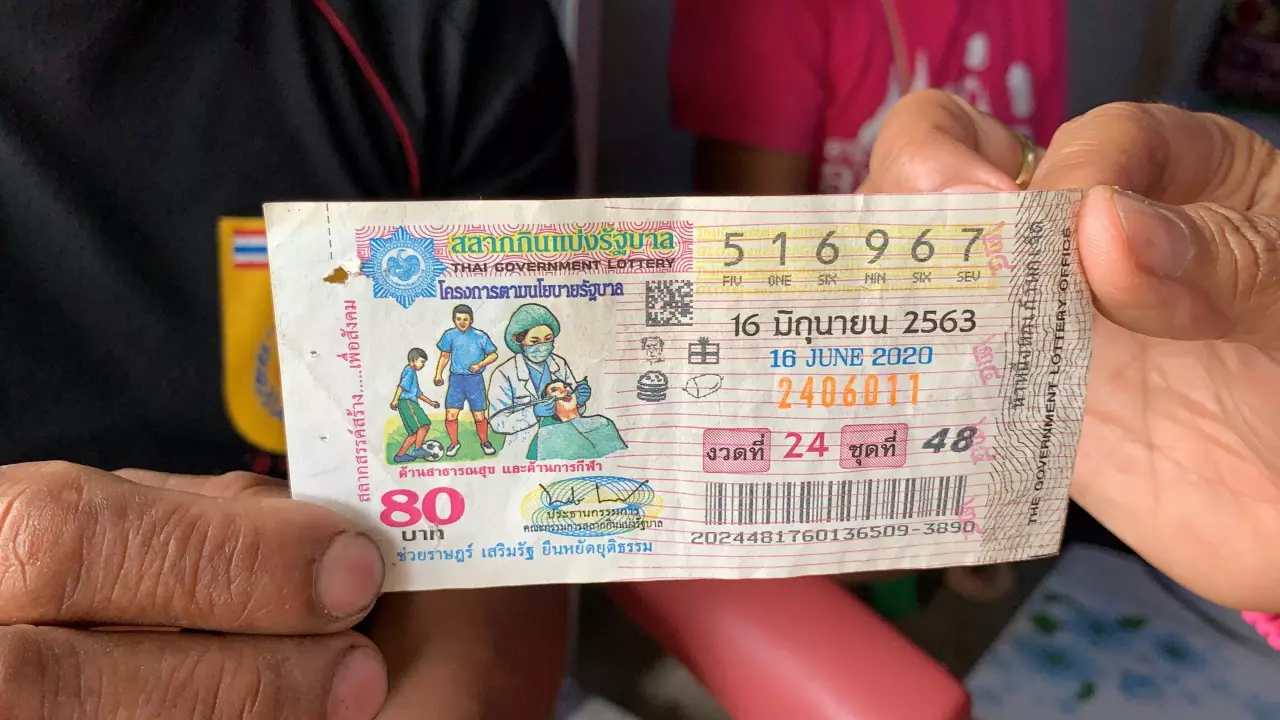 สลากกินแบ่งรัฐบาล
THAI GOVERNMENT LOTTERY
โครงการตามนโยบายรัฐบาล
5 1 6 9 6 7
FIV ONE SIX NIN SIX SEV
16 มิถุนายน 2563
16 JUNE 2020
2406011
งวดที่ 24 ชุดที่ 48
2024481760136509-3890
สลากสรรค์สร้าง.....เพื่อสังคม
ด้านสาธารณสุข และด้านการกีฬา
80
บาท
ประธานกรรมการ
คณะกรรมการสลากกินแบ่งรัฐบาล
ช่วยราษฎร์ เสริมรัฐ ยืนหยัดยุติธรรม
THE GOVERNMENT LOTTERY OFFICE